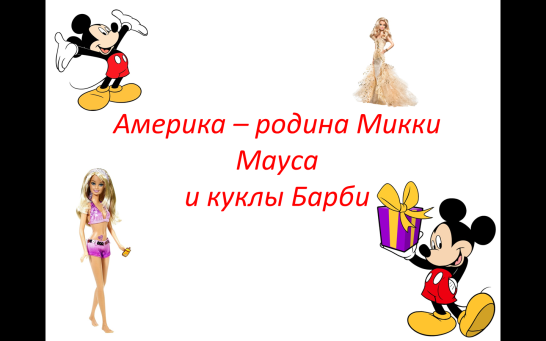 Америка – родина Микки
Мауса
и куклы Барби